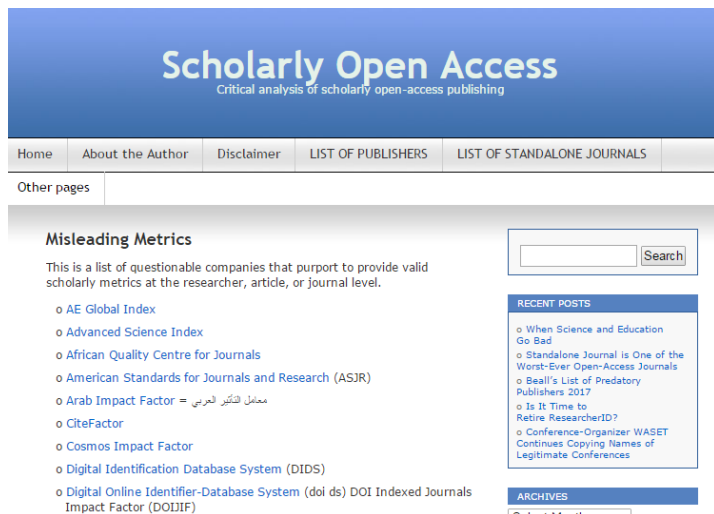 Scholarly Open Access
Critical analysis of scholarly open-access publishing
Home
About the Author
Disclaimer
LIST OF PUBLISHERS
LIST OF STANDALONE JOURNALS
Other pages
Misleading Metrics
This is a list of questionable companies that purport to provide valid
scholarly metrics at the researcher, article, or journal level.
o AE Global Index
o Advanced Science Index
o African Quality Centre for Journals
o American Standards for Journals and Research (ASJR)
o Arab Impact Factor = معامل التأثير العربي
o CiteFactor
o Cosmos Impact Factor
o Digital Identification Database System (DIDS)
o Digital Online Identifier-Database System (doi ds) DOI Indexed Journals
Impact Factor (DOIJIF)
Search
RECENT POSTS
o When Science and Education
Go Bad
o Standalone Journal is One of the
Worst-Ever Open-Access Journals
o Beall's List of Predatory
Publishers 2017
o Is It Time to
Retire ResearcherID?
o Conference-Organizer WASET
Continues Copying Names of
Legitimate Conferences
ARCHIVES